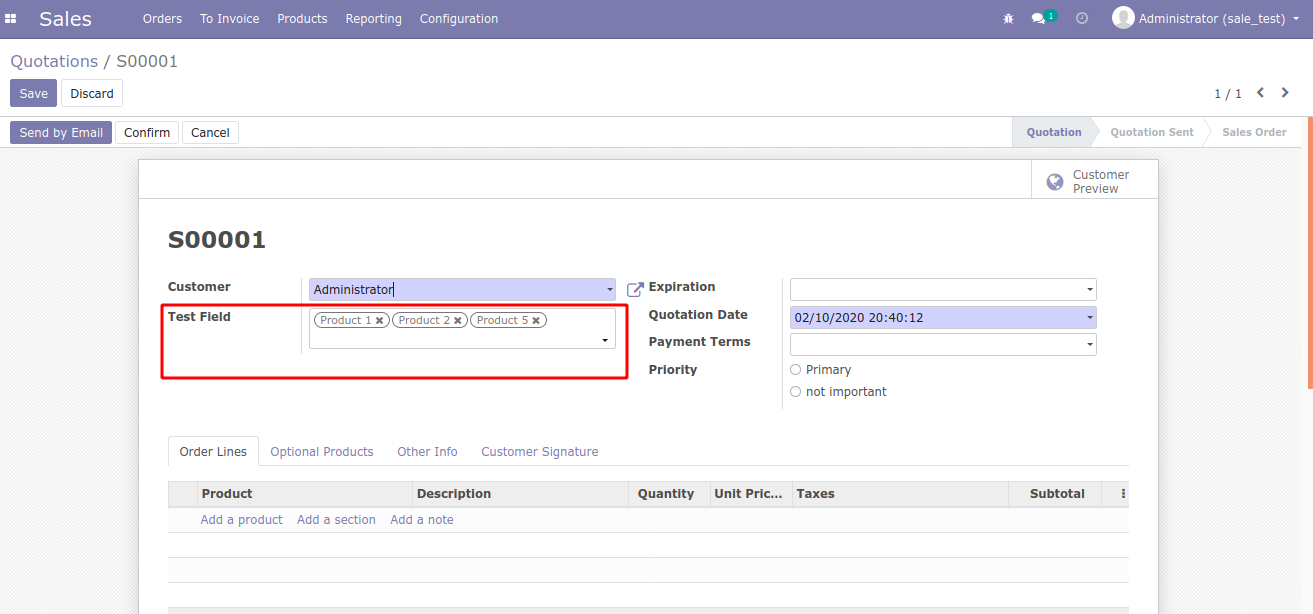 Sales Orders To Invoice Products Reporting Configuration 1 Administrator (sale_test)
Quotations / S00001
Save Discard 1 / 1
Send by Email Confirm Cancel Quotation Quotation Sent Sales Order
Customer
Preview
S00001
Customer Administrator Expiration
Test Field Product 1 Product 2 Product 5 Quotation Date 02/10/2020 20:40:12
Payment Terms
Priority Primary
not important
Order Lines Optional Products Other Info Customer Signature
Product Description Quantity Unit Pric... Taxes Subtotal
Add a product Add a section Add a note